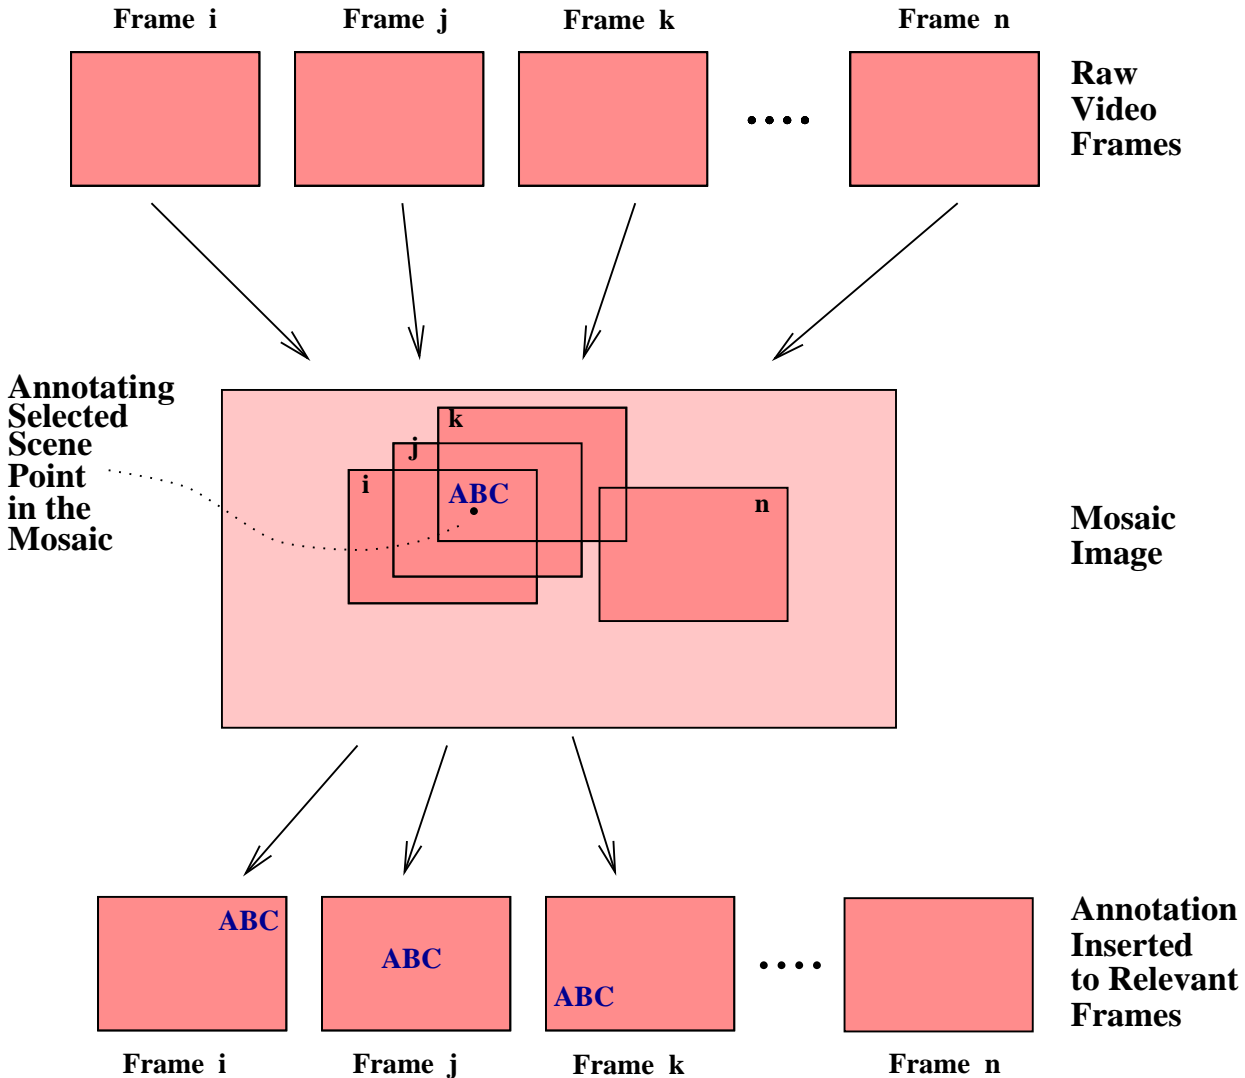 Frame i
Frame j
Frame k
Frame n
Raw
Video
Frames
Annotating
Selected
Scene
Point
in the
Mosaic
k
j
i
ABC
n
Mosaic
Image
ABC
ABC
ABC
Annotation
Inserted
to Relevant
Frames
Frame i
Frame j
Frame k
Frame n